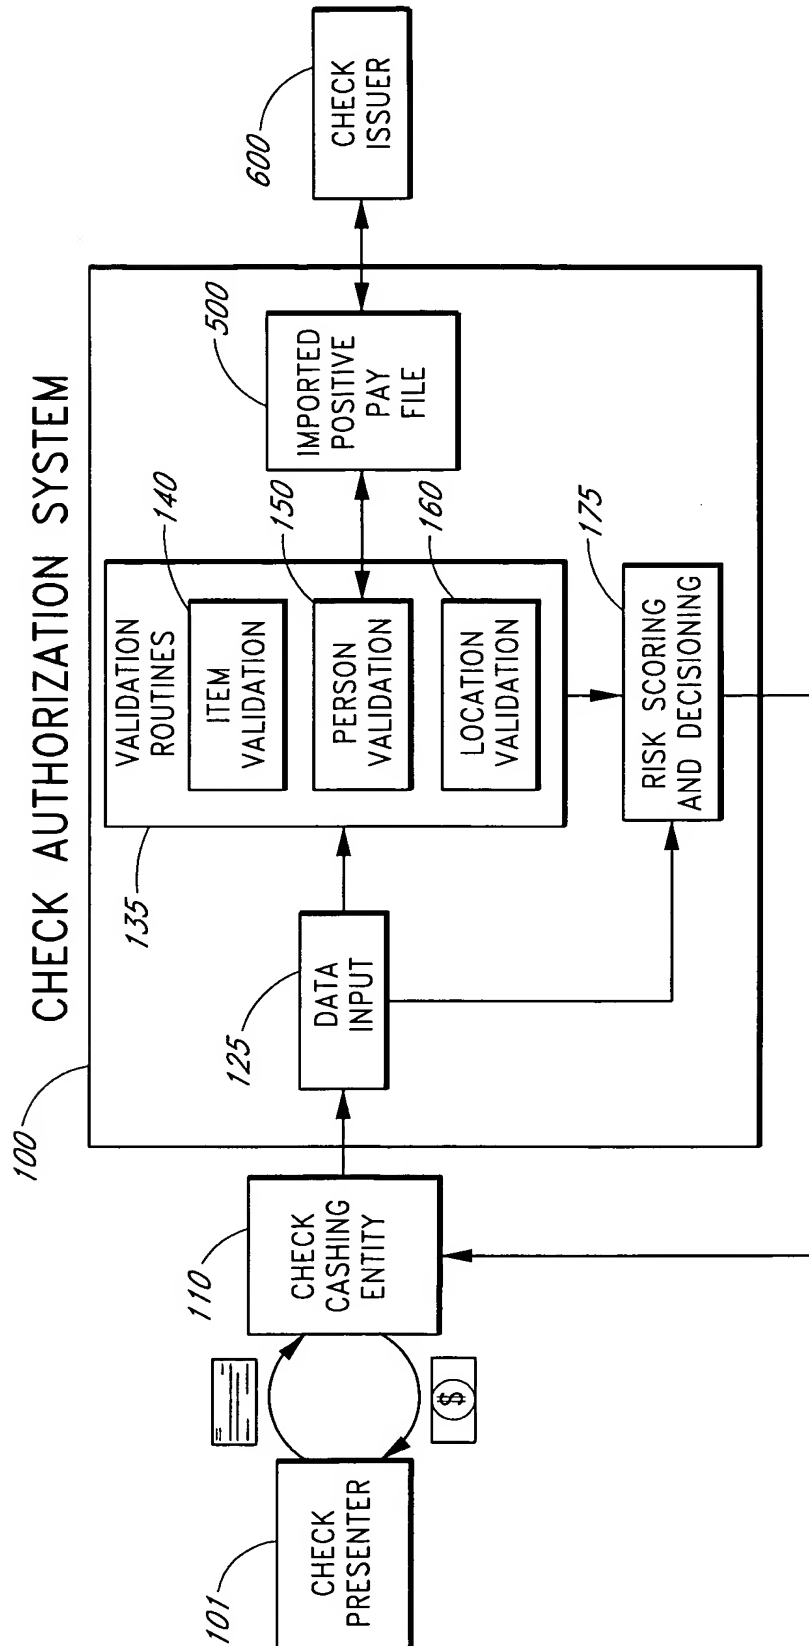 CHECK AUTHORIZATION SYSTEM
100
101
CHECK
PRESENTER
$
110
CHECK
CASHING
ENTITY
125
DATA
INPUT
135
VALIDATION
ROUTINES
140
ITEM
VALIDATION
150
PERSON
VALIDATION
160
LOCATION
VALIDATION
175
RISK SCORING
AND DECISIONING
500
IMPORTED
POSITIVE
PAY
FILE
600
CHECK
ISSUER